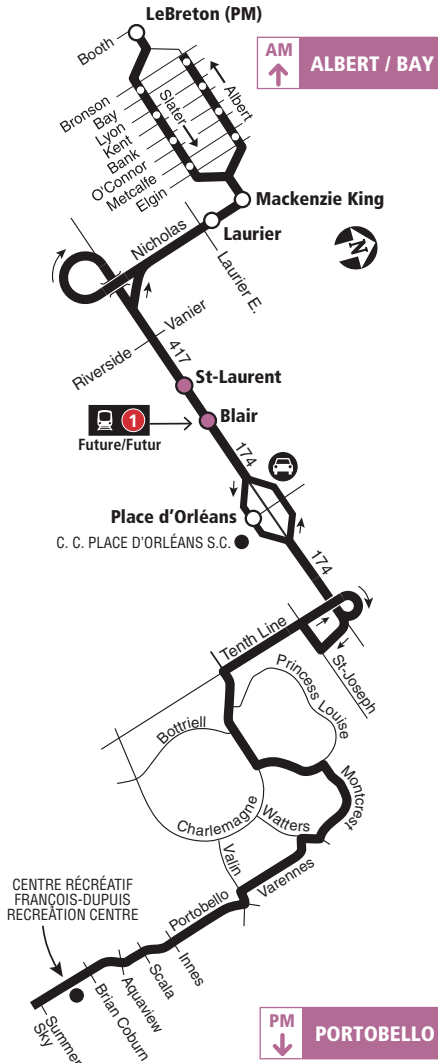 LeBreton (PM)
Booth
AM
ALBERT / BAY
Bronson
Bay
Lyon
Kent
Bank
O'Connor
Metcalfe
Elgin
Slater
Albert
Mackenzie King
Nicholas
Laurier
Laurier E.
N
Vanier
Riverside
417
St-Laurent
1
Blair
Future/Futur
174
Place d'Orléans
C. C. PLACE D'ORLÉANS S.C.
174
Tenth Line
St-Joseph
Princess Louise
Bottriell
Montcrest
Charlemagne
Watters
Valin
Varennes
CENTRE RÉCRÉATIF
FRANÇOIS-DUPUIS
RECREATION CENTRE
Portobello
Innes
Scala
Aquaview
Brian Coburn
Summer
Sky
PM
PORTOBELLO